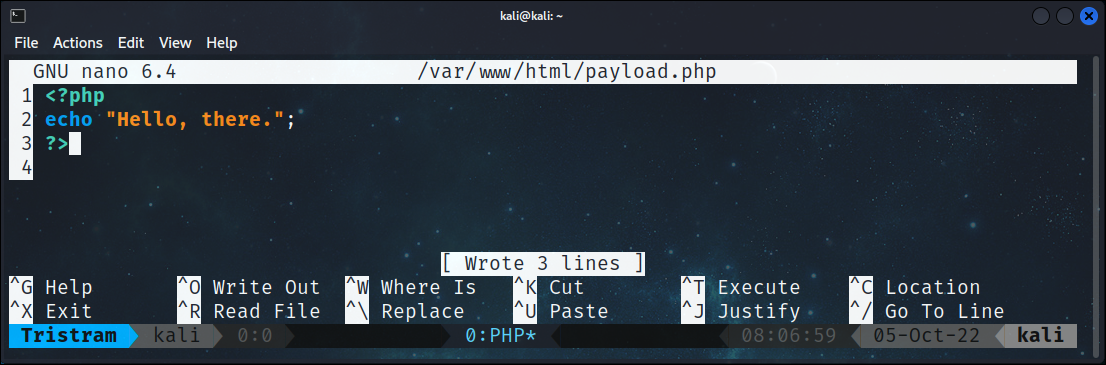 kali@kali: ~
File Actions Edit View Help
GNU nano 6.4 /var/www/html/payload.php
1 <?php
2 echo "Hello, there.";
3 ?>
4
[ Wrote 3 lines ]
^G Help ^O Write Out ^W Where Is ^K Cut ^T Execute ^C Location
^X Exit ^R Read File ^\ Replace ^U Paste ^J Justify ^/ Go To Line
Tristram kali 0:0 0:PHP* 08:06:59 05-Oct-22 kali